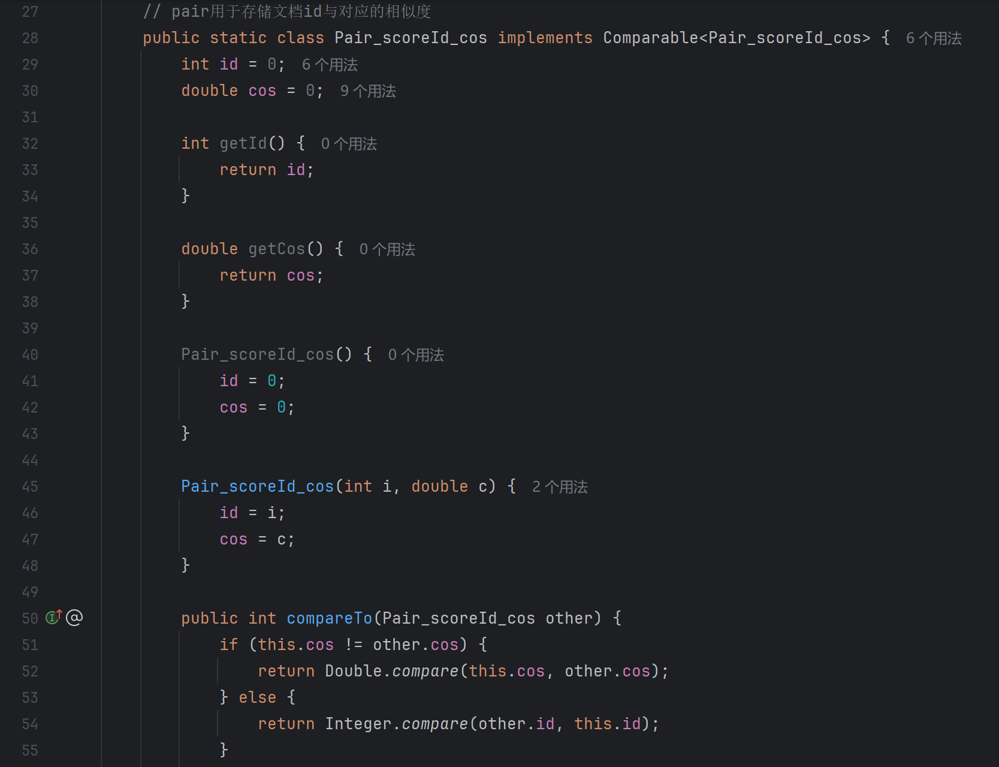 27 // pair用于存储文档id与对应的相似度
28 public static class Pair_scoreId_cos implements Comparable<Pair_scoreId_cos> { 6 个用法
29 int id = 0; 6 个用法
30 double cos = 0; 9 个用法
31
32 int getId() { 0 个用法
33 return id;
34 }
35
36 double getCos() { 0 个用法
37 return cos;
38 }
39
40 Pair_scoreId_cos() { 0 个用法
41 id = 0;
42 cos = 0;
43 }
44
45 Pair_scoreId_cos(int i, double c) { 2 个用法
46 id = i;
47 cos = c;
48 }
49
50 public int compareTo(Pair_scoreId_cos other) {
51 if (this.cos != other.cos) {
52 return Double.compare(this.cos, other.cos);
53 } else {
54 return Integer.compare(other.id, this.id);
55 }